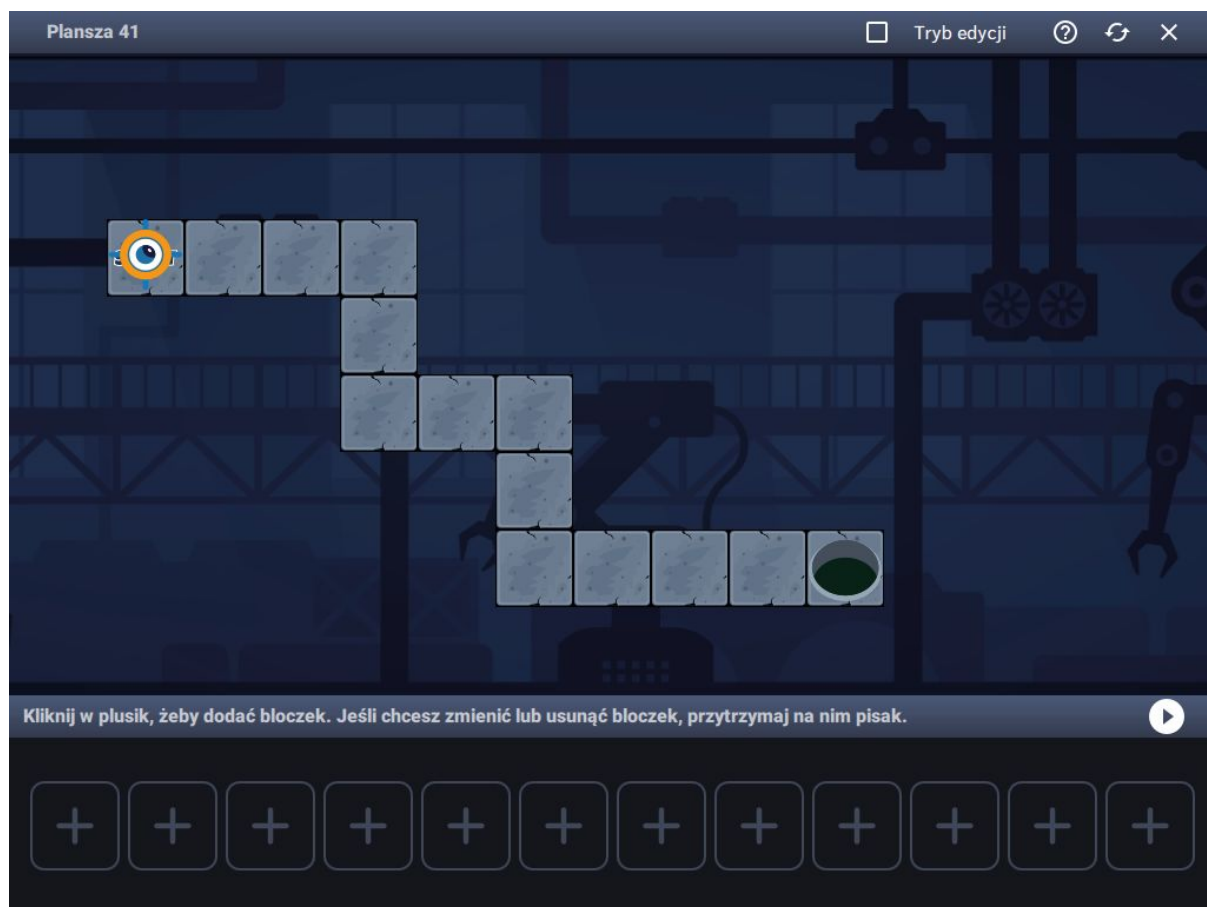 Plansza 41
Tryb edycji
Kliknij w plusik, żeby dodać bloczek. Jeśli chcesz zmienić lub usunąć bloczek, przytrzymaj na nim pisak.